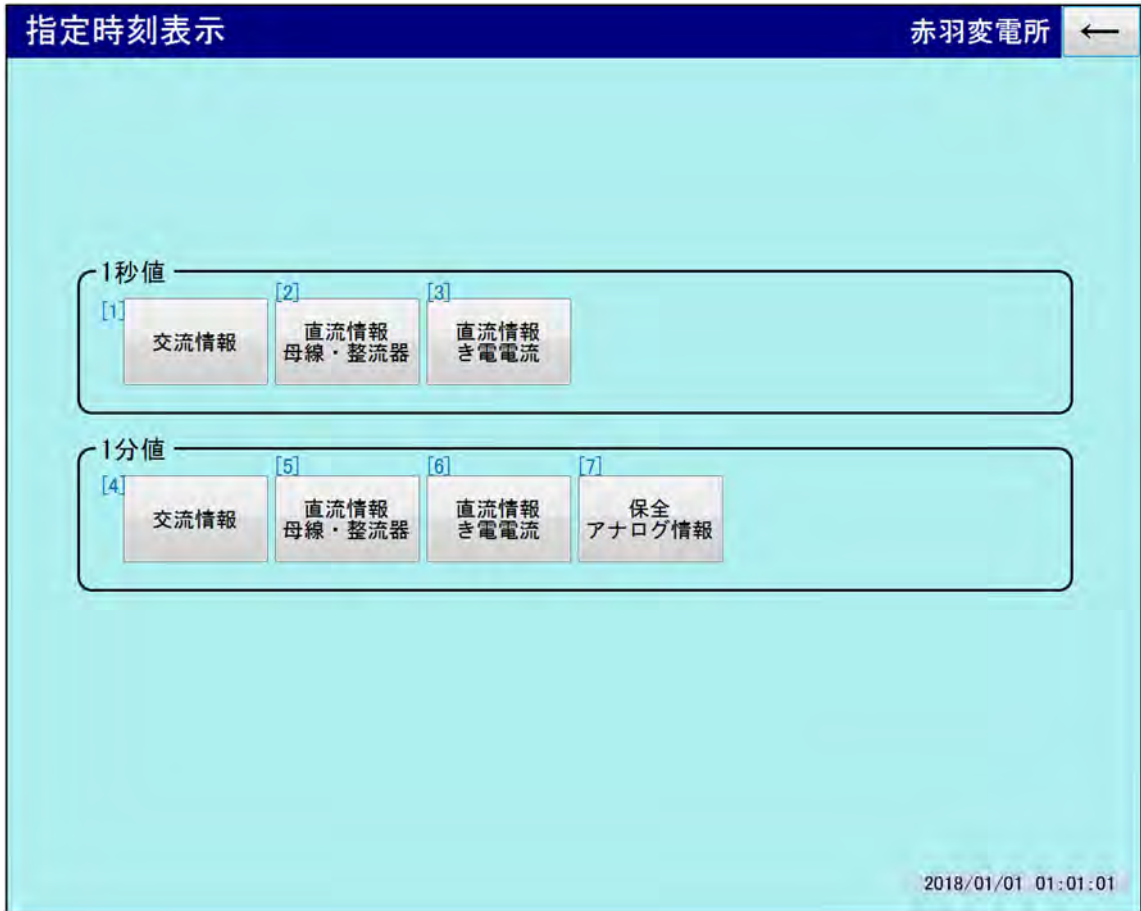 指定時刻表示
赤羽変電所 ←
1秒値
[1] 交流情報
[2] 直流情報
母線・整流器
[3] 直流情報
き電電流
1分値
[4] 交流情報
[5] 直流情報
母線・整流器
[6] 直流情報
き電電流
[7] 保全
アナログ情報
2018/01/01 01:01:01